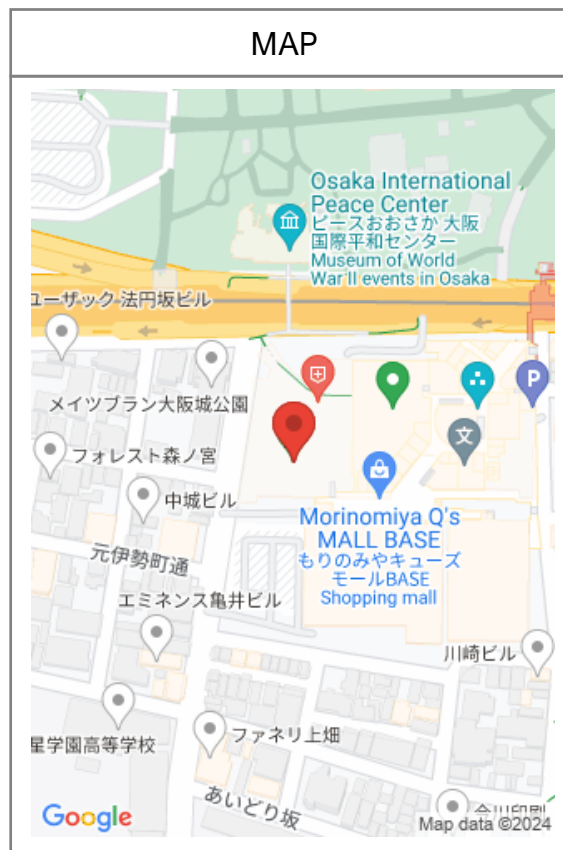 MAP
Osaka International
Peace Center
ピースおおさか 大阪
国際平和センター
Museum of World
War II events in Osaka
ユーザック 法円坂ビル
メイツブラン大阪城公園
P
文
フォレスト森ノ宮
中城ビル
Morinomiya Q's
MALL BASE
もりのみやキューズ
モールBASE
Shopping mall
元伊勢町通
エミネンス亀井ビル
川崎ビル
星学園高等学校
ファネリ上畑
あいどり坂
Google
Map data ©2024